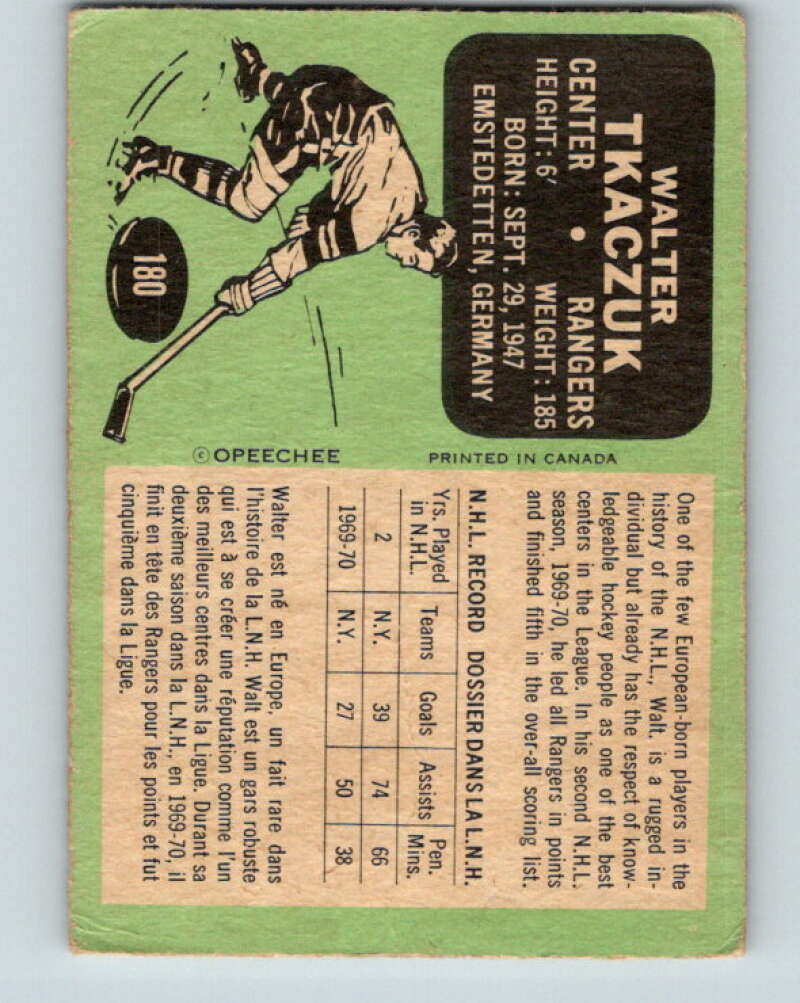 WALTER
TKACZUK
CENTER • RANGERS
HEIGHT: 6' WEIGHT: 185
BORN: SEPT. 29, 1947
EMSTEDETTEN, GERMANY
180
© OPEECHEE
PRINTED IN CANADA
One of the few European-born players in the
history of the N.H.L., Walt, is a rugged in-
dividual but already has the respect of know-
ledgeable hockey people as one of the best
centers in the League. In his second N.H.L.
season, 1969-70, he led all Rangers in points
and finished fifth in the over-all scoring list.
N.H.L. RECORD DOSSIER DANS LA L.N.H.
Yrs. Played in N.H.L. Teams Goals Assists Pen. Mins.
2 N.Y. 39 74 66
1969-70 N.Y. 27 50 38
Walter est né en Europe, un fait rare dans
l'histoire de la L.N.H. Walt est un gars robuste
qui est à se créer une réputation comme l'un
des meilleurs centres dans la Ligue. Durant sa
deuxième saison dans la L.N.H., en 1969-70, il
finit en tête des Rangers pour les points et fut
cinquième dans la Ligue.